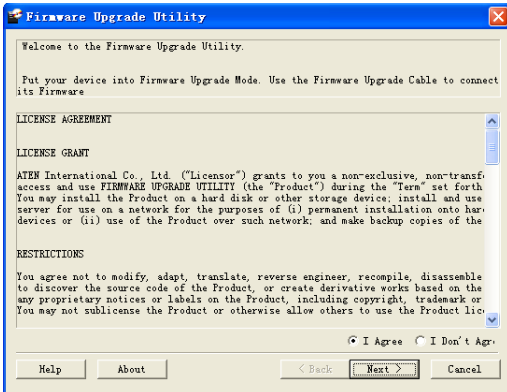 Firmware Upgrade Utility
Welcome to the Firmware Upgrade Utility.
Put your device into Firmware Upgrade Mode. Use the Firmware Upgrade Cable to connect
its Firmware
LICENSE AGREEMENT
LICENSE GRANT
ATEN International Co., Ltd. ("Licensor") grants to you a non-exclusive, non-transfe
access and use FIRMWARE UPGRADE UTILITY (the "Product") during the "Term" set forth
You may install the Product on a hard disk or other storage device; install and use
server for use on a network for the purposes of (i) permanent installation onto hard
devices or (ii) use of the Product over such network; and make backup copies of the
RESTRICTIONS
You agree not to modify, adapt, translate, reverse engineer, recompile, disassemble
to discover the source code of the Product, or create derivative works based on the
any proprietary notices or labels on the Product, including copyright, trademark or
You may not sublicense the Product or otherwise allow others to use the Product lice
I Agree I Don't Agre
Help About < Back Next > Cancel